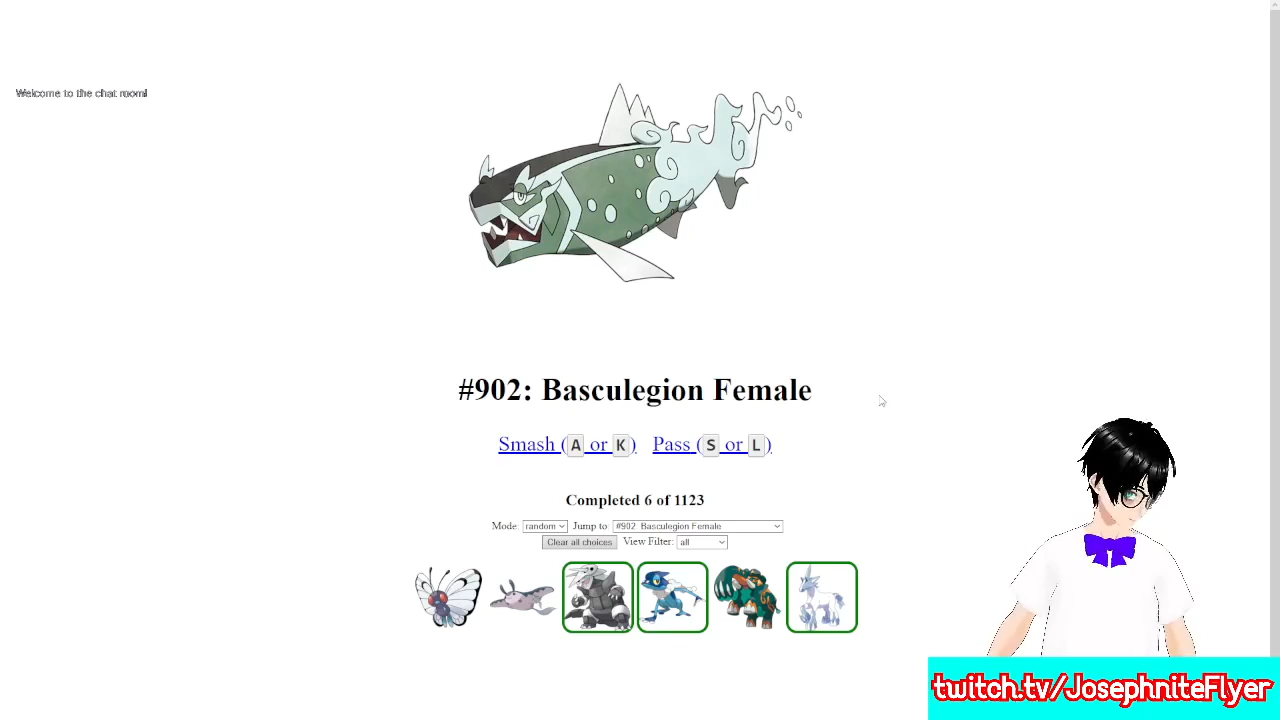 Welcome to the chat room!
#902: Basculegion Female
Smash (A or K) Pass (S or L)
Completed 6 of 1123
Mode: random Jump to #902 Basculegion Female
Clear all choices View Filter: all
twitch.tv/JosephniteFlyer